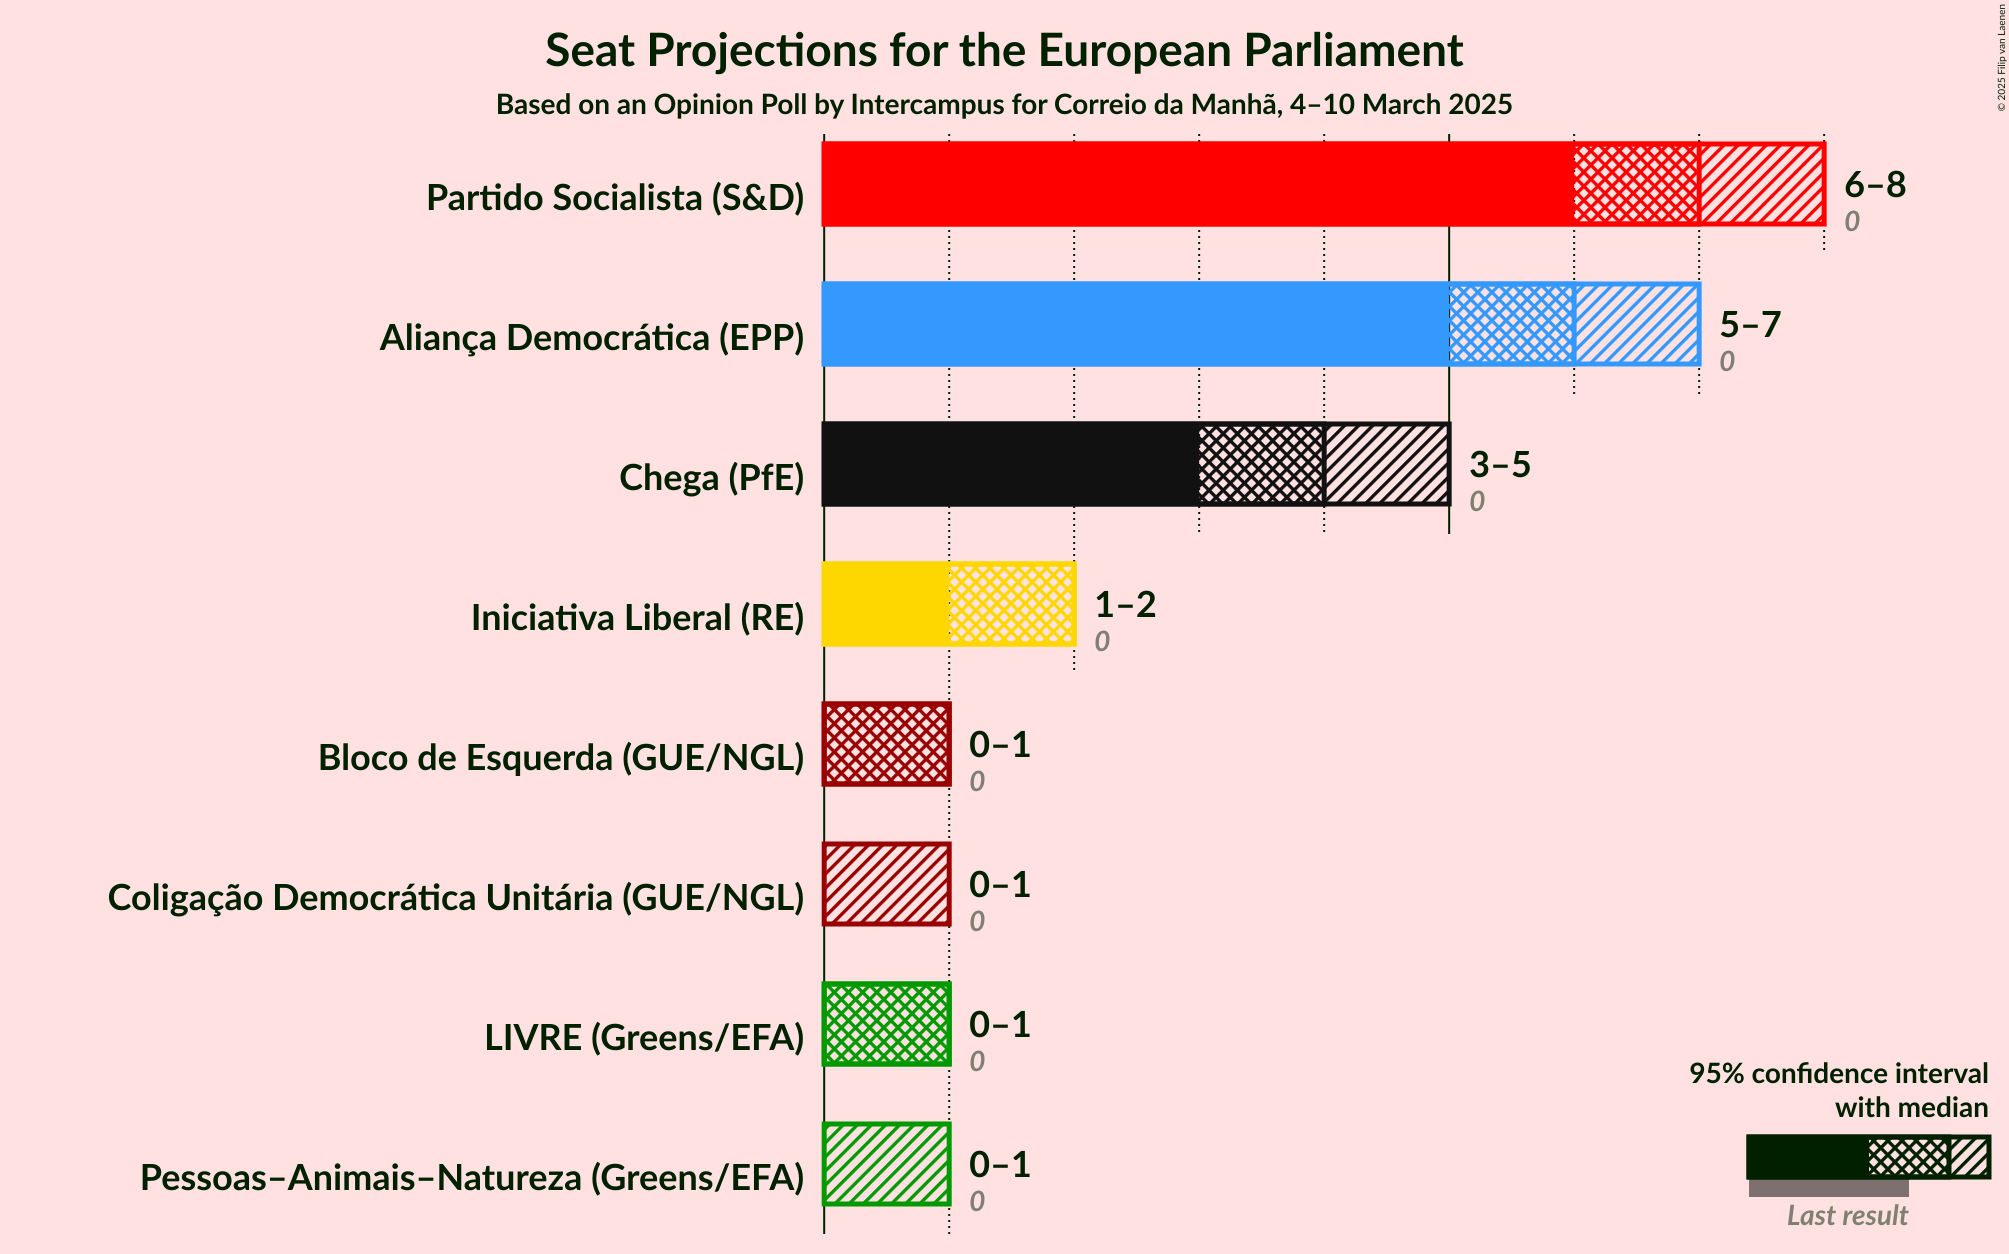 Seat Projections for the European Parliament
Based on an Opinion Poll by Intercampus for Correio da Manhã, 4–10 March 2025
© 2025 Filip van Laenen
Partido Socialista (S&D)
6–8
0
Aliança Democrática (EPP)
5–7
0
Chega (PfE)
3–5
0
Iniciativa Liberal (RE)
1–2
0
Bloco de Esquerda (GUE/NGL)
0–1
0
Coligação Democrática Unitária (GUE/NGL)
0–1
0
LIVRE (Greens/EFA)
0–1
0
Pessoas–Animais–Natureza (Greens/EFA)
0–1
0
95% confidence interval
with median
Last result